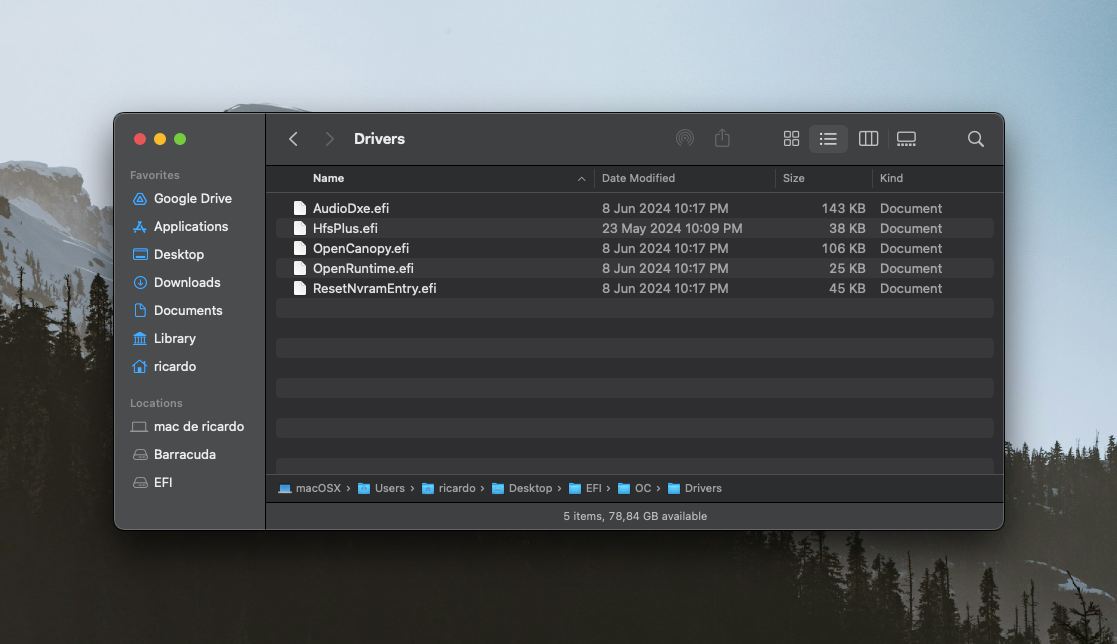 Drivers
Favorites
Google Drive
Applications
Desktop
Downloads
Documents
Library
ricardo
Locations
mac de ricardo
Barracuda
EFI
Name Date Modified Size Kind
AudioDxe.efi 8 Jun 2024 10:17 PM 143 KB Document
HfsPlus.efi 23 May 2024 10:09 PM 38 KB Document
OpenCanopy.efi 8 Jun 2024 10:17 PM 106 KB Document
OpenRuntime.efi 8 Jun 2024 10:17 PM 25 KB Document
ResetNvramEntry.efi 8 Jun 2024 10:17 PM 45 KB Document
macOSX › Users › ricardo › Desktop › EFI › OC › Drivers
5 items, 78,84 GB available